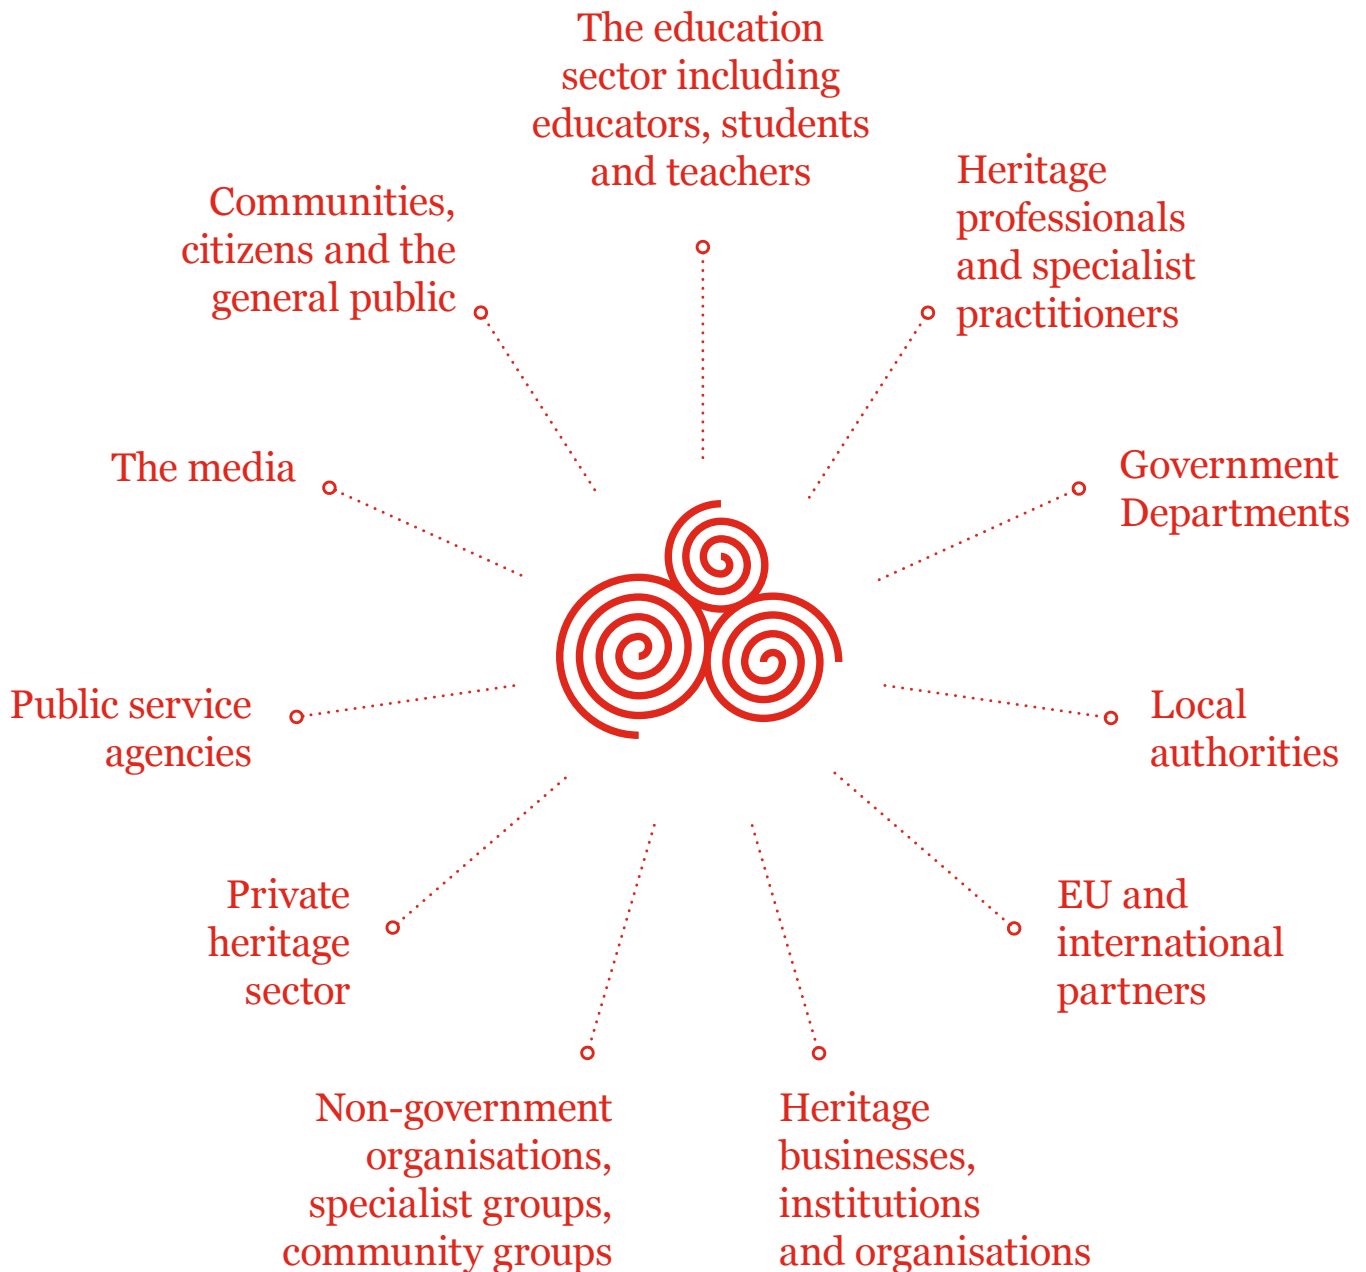 The education
sector including
educators, students
and teachers
Heritage
professionals
and specialist
practitioners
Government
Departments
Local
authorities
EU and
international
partners
Heritage
businesses,
institutions
and organisations
Non-government
organisations,
specialist groups,
community groups
Private
heritage
sector
Public service
agencies
The media
Communities,
citizens and the
general public